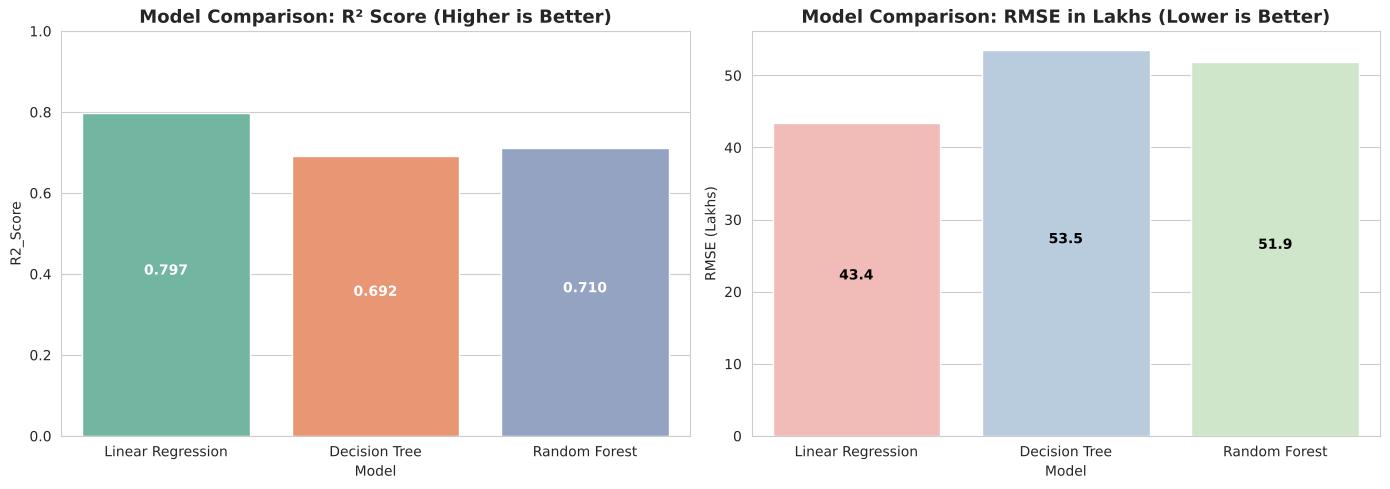 Model Comparison: R² Score (Higher is Better)
1.0
0.8
0.6
0.4
0.2
0.0
R2_Score
0.797
0.692
0.710
Linear Regression
Decision Tree
Random Forest
Model
Model Comparison: RMSE in Lakhs (Lower is Better)
50
40
30
20
10
0
RMSE (Lakhs)
43.4
53.5
51.9
Linear Regression
Decision Tree
Random Forest
Model